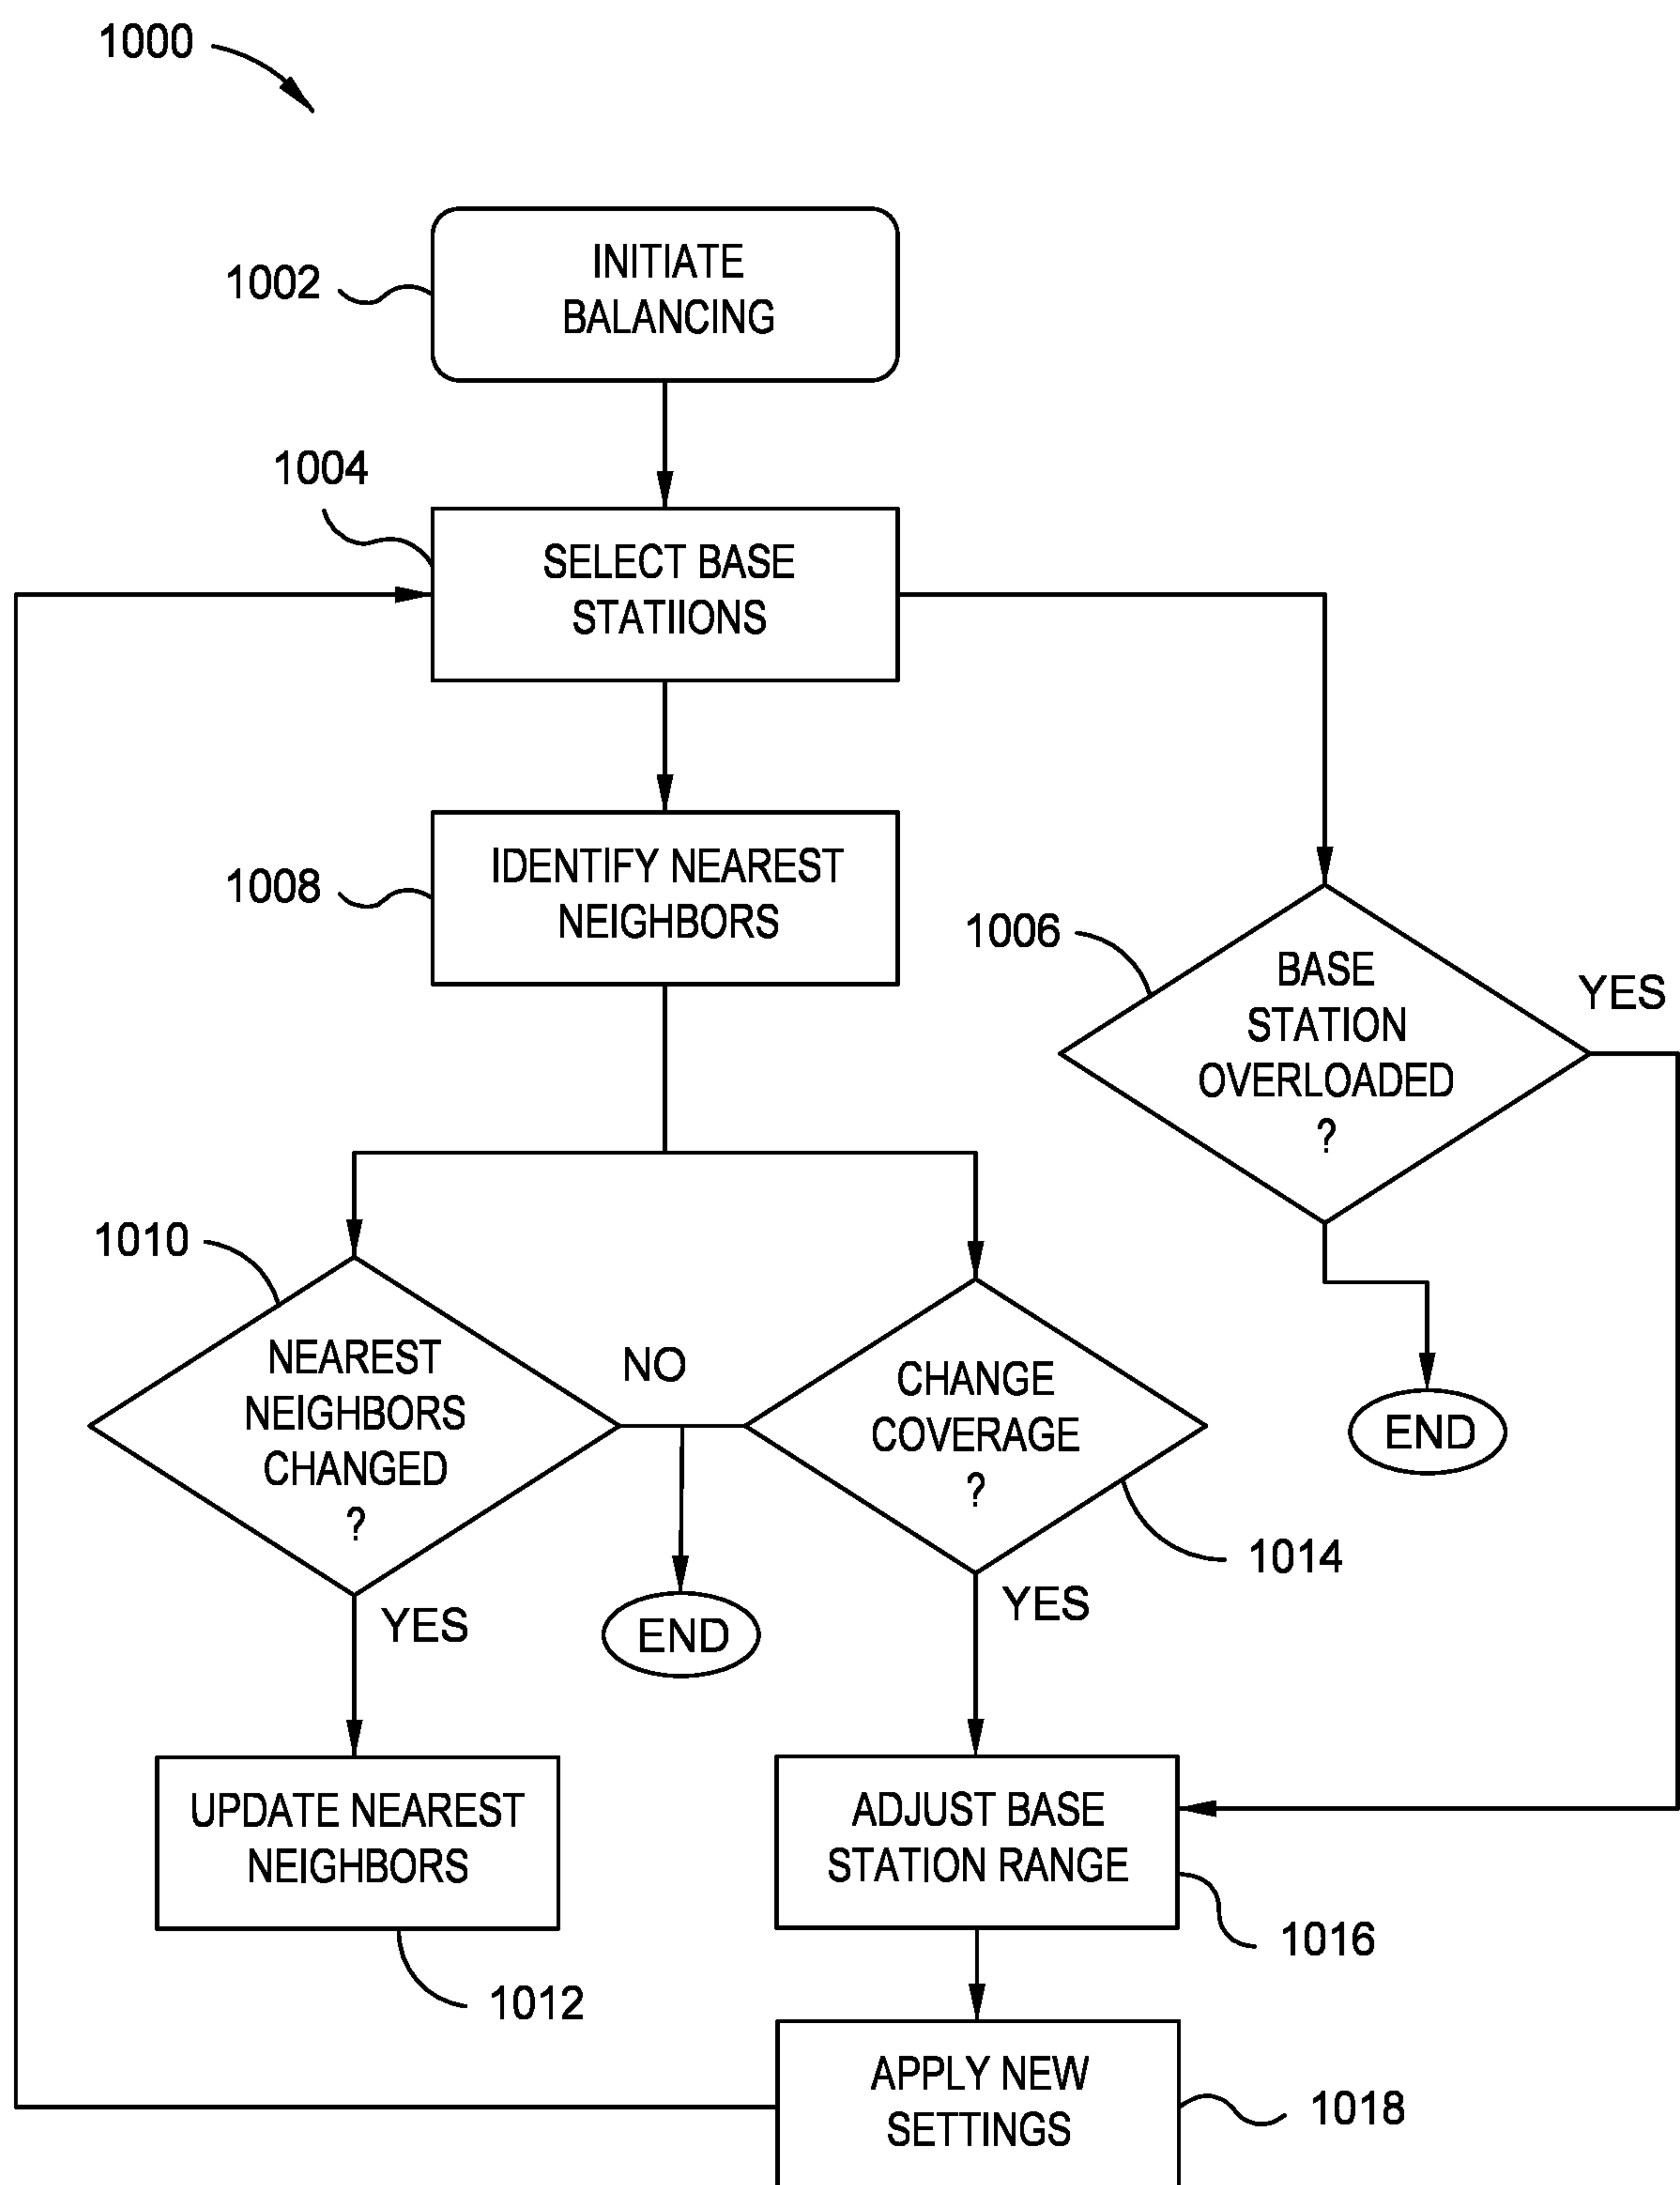 1000
INITIATE
BALANCING
1002
1004
SELECT BASE
STATIIONS
IDENTIFY NEAREST
NEIGHBORS
1008
1006
BASE
STATION
OVERLOADED
?
YES
1010
NEAREST
NEIGHBORS
CHANGED
?
NO
CHANGE
COVERAGE
?
END
1014
YES
END
YES
UPDATE NEAREST
NEIGHBORS
ADJUST BASE
STATION RANGE
1016
1012
APPLY NEW
SETTINGS
1018